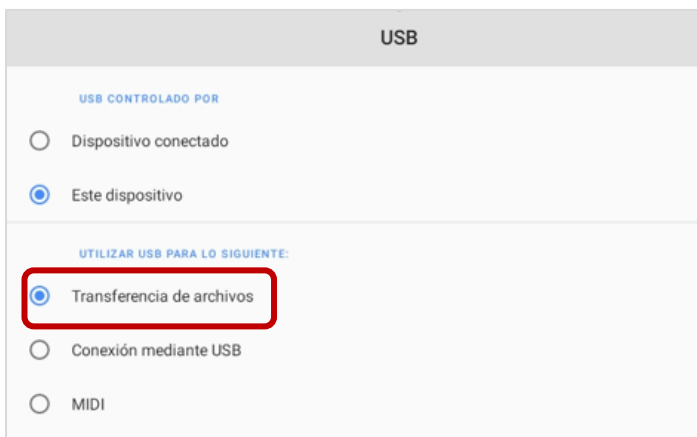 USB
USB CONTROLADO POR
Dispositivo conectado
Este dispositivo
UTILIZAR USB PARA LO SIGUIENTE:
Transferencia de archivos
Conexión mediante USB
MIDI